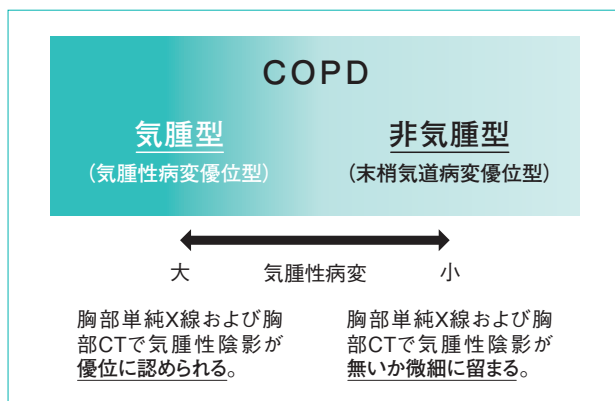 COPD
気腫型
非気腫型
(気腫性病変優位型)
(末梢気道病変優位型)
大
気腫性病変
小
胸部単純X線および胸
部CTで気腫性陰影が
優位に認められる。
胸部単純X線および胸
部CTで気腫性陰影が
無いか微細に留まる。